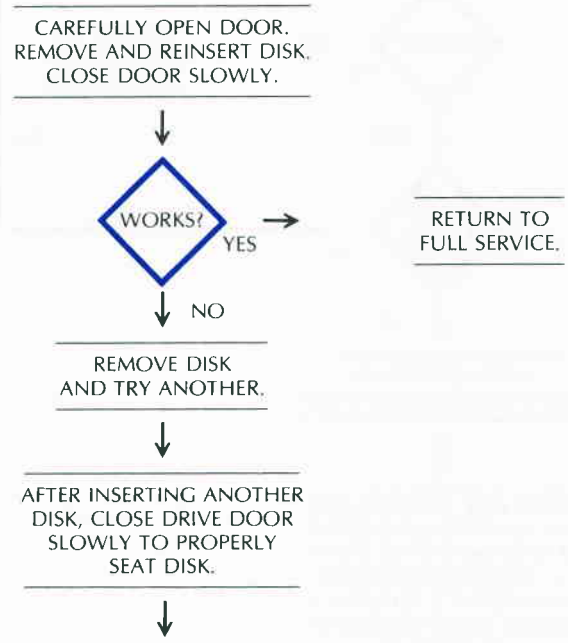 CAREFULLY OPEN DOOR.
REMOVE AND REINSERT DISK.
CLOSE DOOR SLOWLY.
WORKS?
YES
RETURN TO
FULL SERVICE.
NO
REMOVE DISK
AND TRY ANOTHER.
AFTER INSERTING ANOTHER
DISK, CLOSE DRIVE DOOR
SLOWLY TO PROPERLY
SEAT DISK.